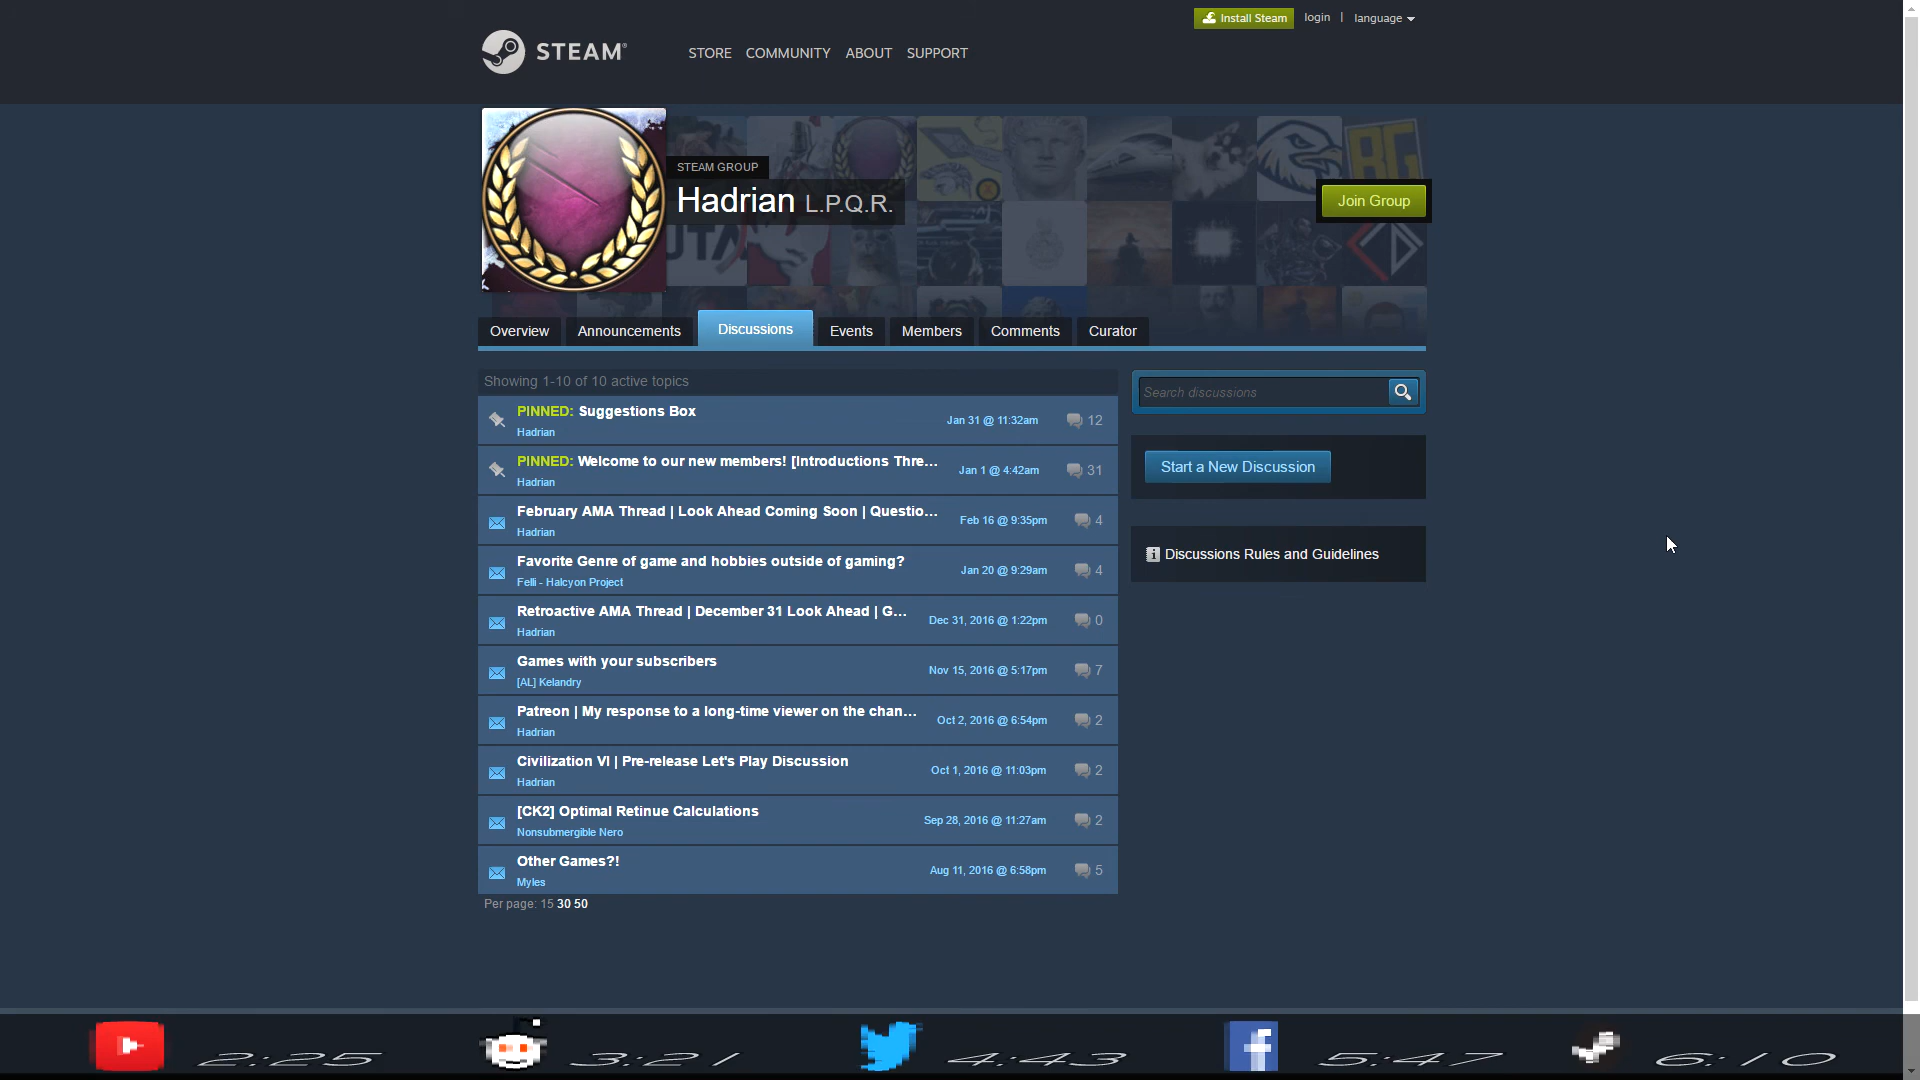 Install Steam
login | language
STEAM®
STORE COMMUNITY ABOUT SUPPORT
STEAM GROUP
Hadrian L.P.Q.R.
Join Group
Overview Announcements Discussions Events Members Comments Curator
Showing 1-10 of 10 active topics
Search discussions
PINNED: Suggestions Box Jan 31 @ 11:32am 12
Hadrian
PINNED: Welcome to our new members! [Introductions Thre... Jan 1 @ 4:42am 31
Hadrian
Start a New Discussion
February AMA Thread | Look Ahead Coming Soon | Questio... Feb 16 @ 9:35pm 4
Hadrian
Discussions Rules and Guidelines
Favorite Genre of game and hobbies outside of gaming? Jan 20 @ 9:29am 4
Felli - Halcyon Project
Retroactive AMA Thread | December 31 Look Ahead | G... Dec 31, 2016 @ 1:22pm 0
Hadrian
Games with your subscribers Nov 15, 2016 @ 5:17pm 7
[AL] Kelandry
Patreon | My response to a long-time viewer on the chan... Oct 2, 2016 @ 6:54pm 2
Hadrian
Civilization VI | Pre-release Let's Play Discussion Oct 1, 2016 @ 11:03pm 2
Hadrian
[CK2] Optimal Retinue Calculations Sep 28, 2016 @ 11:27am 2
Nonsubmergible Nero
Other Games?! Aug 11, 2016 @ 6:58pm 5
Myles
Per page: 15 30 50
2:25 3:21 4:43 5:47 6:10